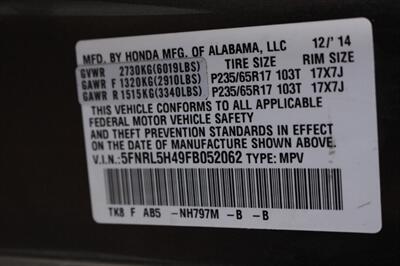 MFD. BY HONDA MFG. OF ALABAMA, LLC 12/'14
GVWR 2730KG(6019LBS) TIRE SIZE RIM SIZE
GAWR F 1320KG(2910LBS) P235/65R17 103T 17X7J
GAWR R 1515KG(3340LBS) P235/65R17 103T 17X7J
THIS VEHICLE CONFORMS TO ALL APPLICABLE
FEDERAL MOTOR VEHICLE SAFETY
AND THEFT PREVENTION STANDARDS IN EFFECT
ON THE DATE OF MANUFACTURE SHOWN ABOVE.
V.I.N.:5FNRL5H49FB052062 TYPE: MPV
TK8 F AB5 -NH797M -B -B